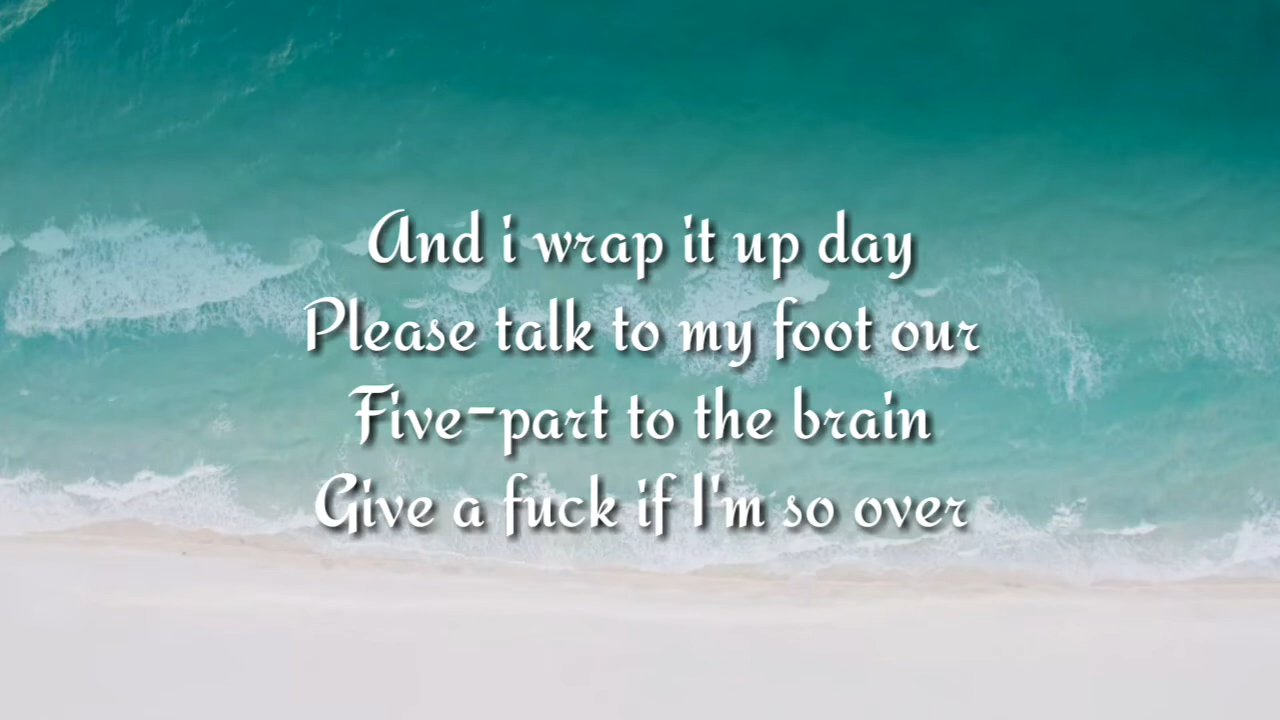 And i wrap it up day
Please talk to my foot our
Five-part to the brain
Give a fuck if I'm so over